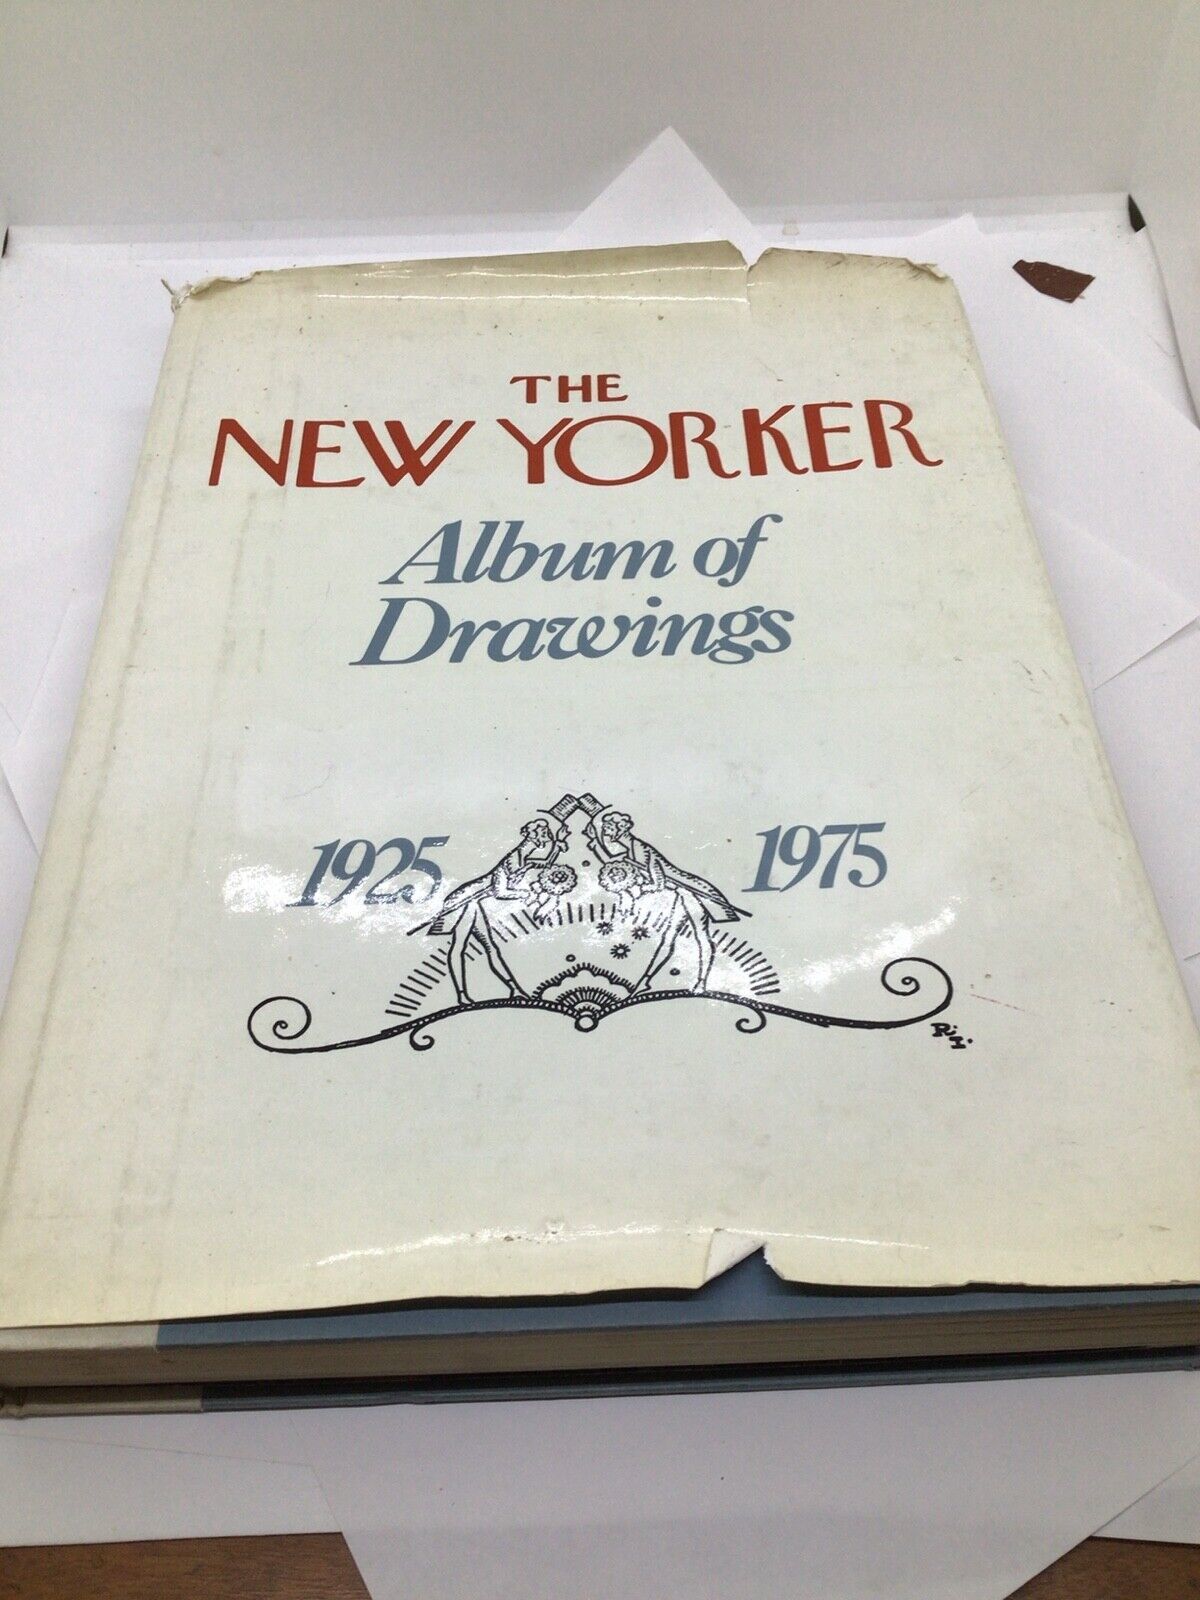 THE
NEW YORKER
Album of
Drawings
1925 1975